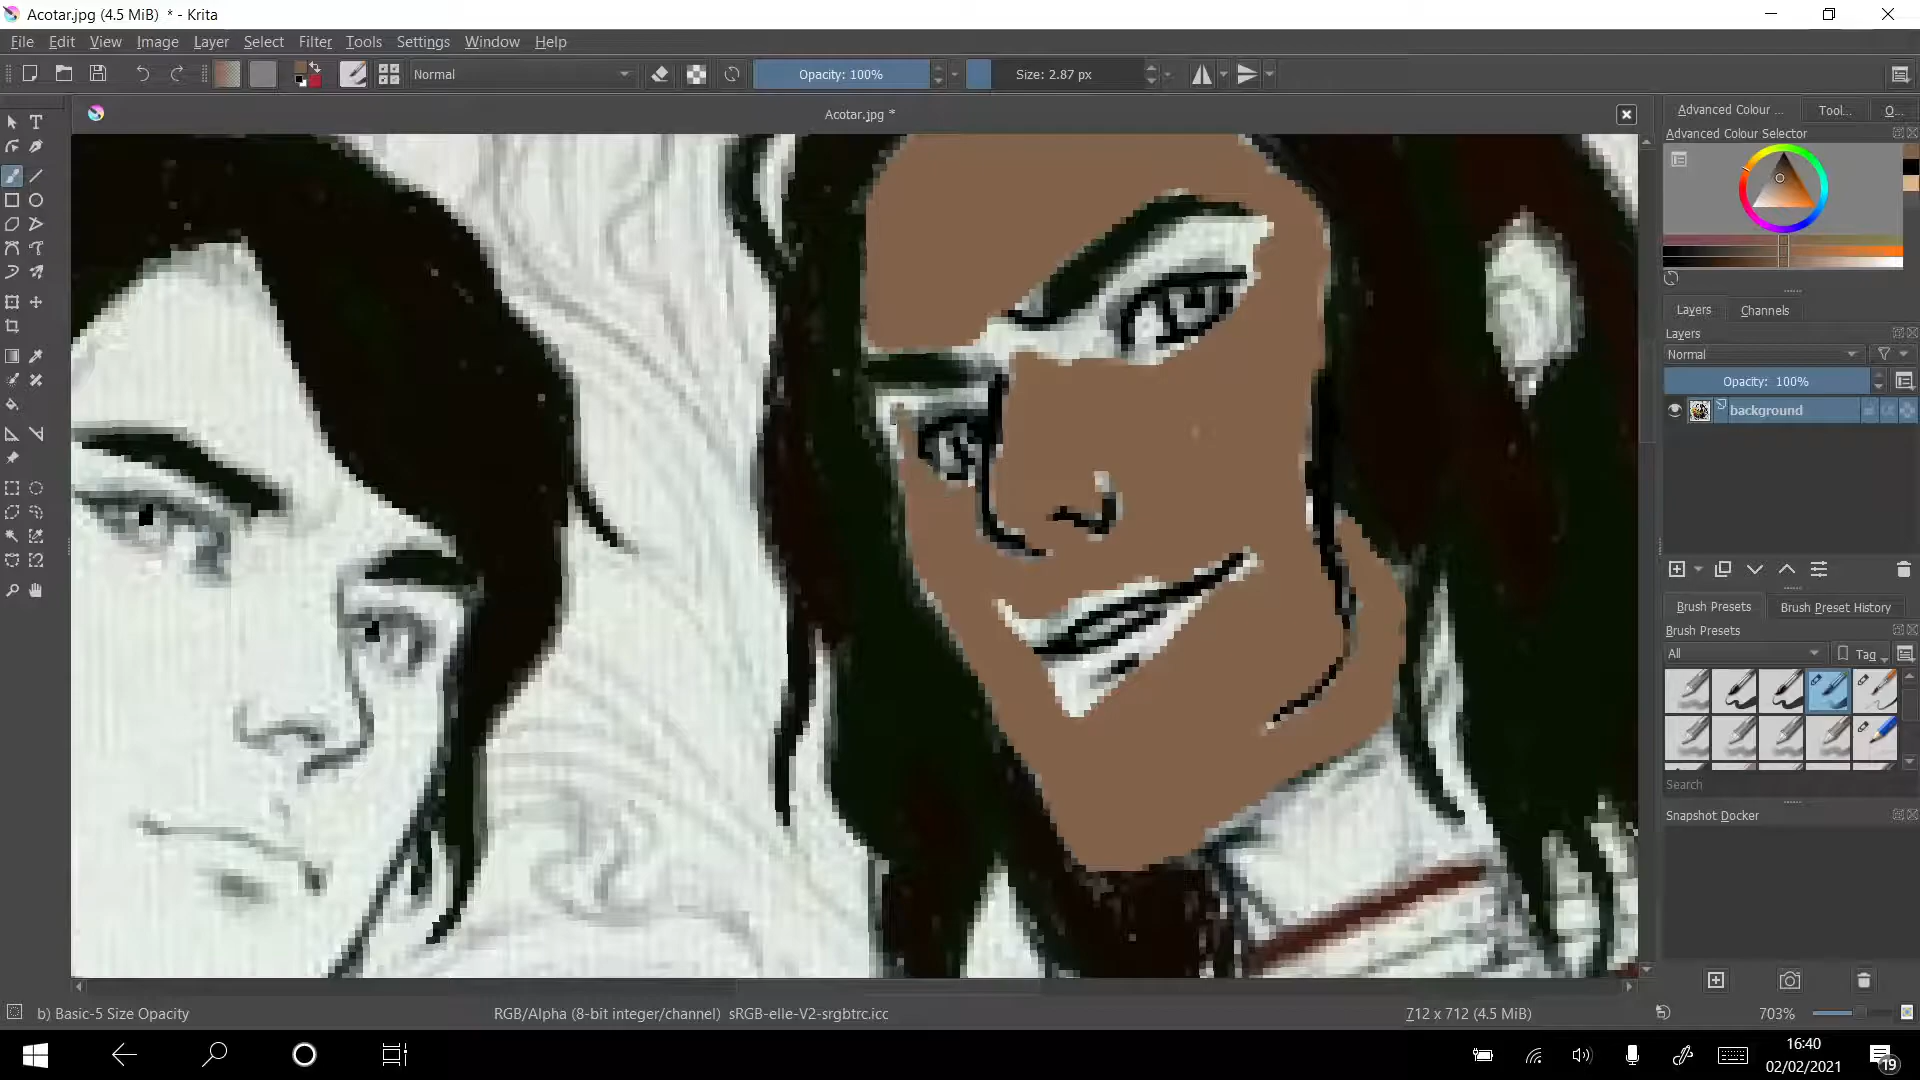 Acotar.jpg (4.5 MiB)  * - Krita
File Edit View Image Layer Select Filter Tools Settings Window Help
Normal Opacity: 100% Size: 2.87 px
Acotar.jpg *
Advanced Colour ... Tool... O...
Advanced Colour Selector
Layers Channels
Layers
Normal
Opacity:  100%
background
Brush Presets Brush Preset History
Brush Presets
All Tag
Search
Snapshot Docker
b) Basic-5 Size Opacity RGB/Alpha (8-bit integer/channel)  sRGB-elle-V2-srgbtrc.icc 712 x 712 (4.5 MiB) 703%
16:40
02/02/2021
19